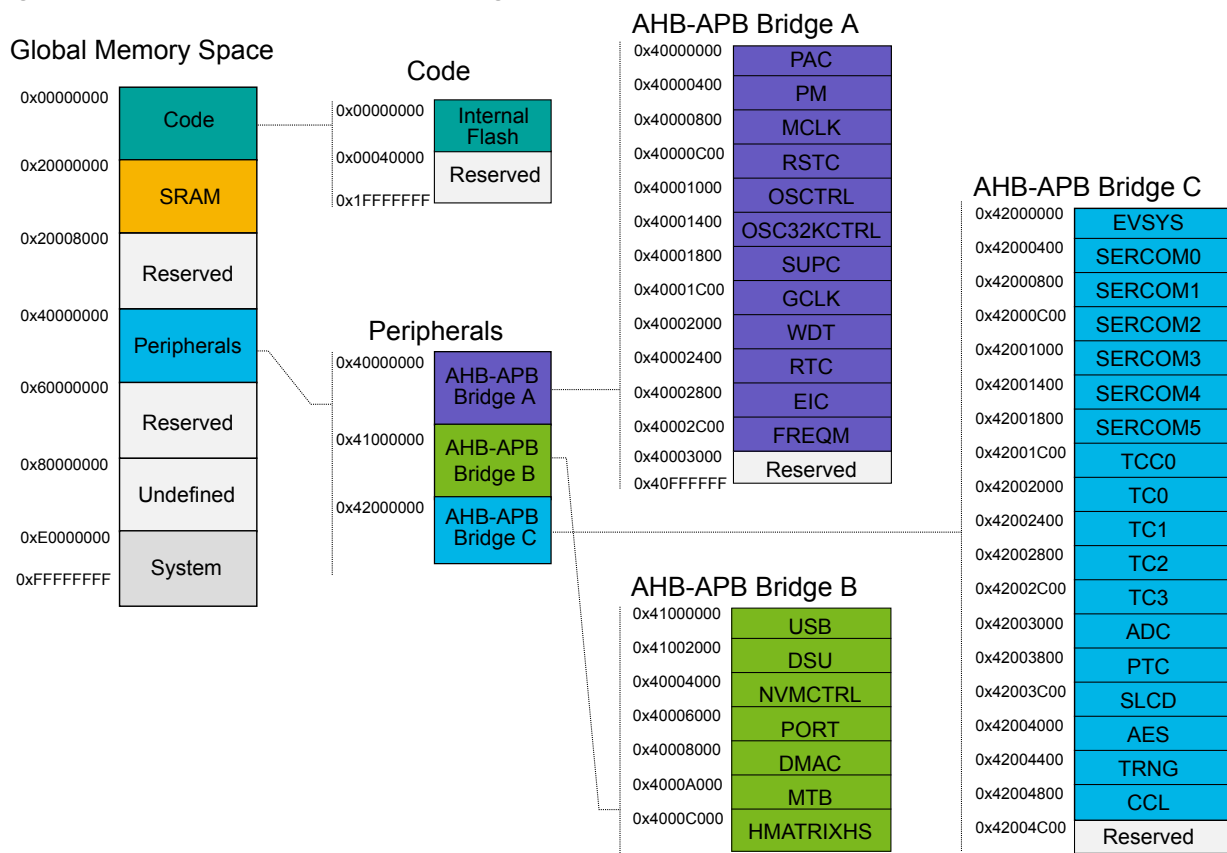 Global Memory Space
0x00000000
Code
0x20000000
SRAM
0x20008000
Reserved
0x40000000
Peripherals
0x60000000
Reserved
0x80000000
Undefined
0xE0000000
System
0xFFFFFFFF
Code
0x00000000
Internal
Flash
0x00040000
Reserved
0x1FFFFFFF
Peripherals
0x40000000
AHB-APB
Bridge A
0x41000000
AHB-APB
Bridge B
0x42000000
AHB-APB
Bridge C
AHB-APB Bridge A
0x40000000
PAC
0x40000400
PM
0x40000800
MCLK
0x40000C00
RSTC
0x40001000
OSCTRL
0x40001400
OSC32KCTRL
0x40001800
SUPC
0x40001C00
GCLK
0x40002000
WDT
0x40002400
RTC
0x40002800
EIC
0x40002C00
FREQM
0x40003000
Reserved
0x40FFFFFF
AHB-APB Bridge B
0x41000000
USB
0x41002000
DSU
0x40004000
NVMCTRL
0x40006000
PORT
0x40008000
DMAC
0x4000A000
MTB
0x4000C000
HMATRIXHS
AHB-APB Bridge C
0x42000000
EVSYS
0x42000400
SERCOM0
0x42000800
SERCOM1
0x42000C00
SERCOM2
0x42001000
SERCOM3
0x42001400
SERCOM4
0x42001800
SERCOM5
0x42001C00
TCC0
0x42002000
TC0
0x42002400
TC1
0x42002800
TC2
0x42002C00
TC3
0x42003000
ADC
0x42003800
PTC
0x42003C00
SLCD
0x42004000
AES
0x42004400
TRNG
0x42004800
CCL
0x42004C00
Reserved